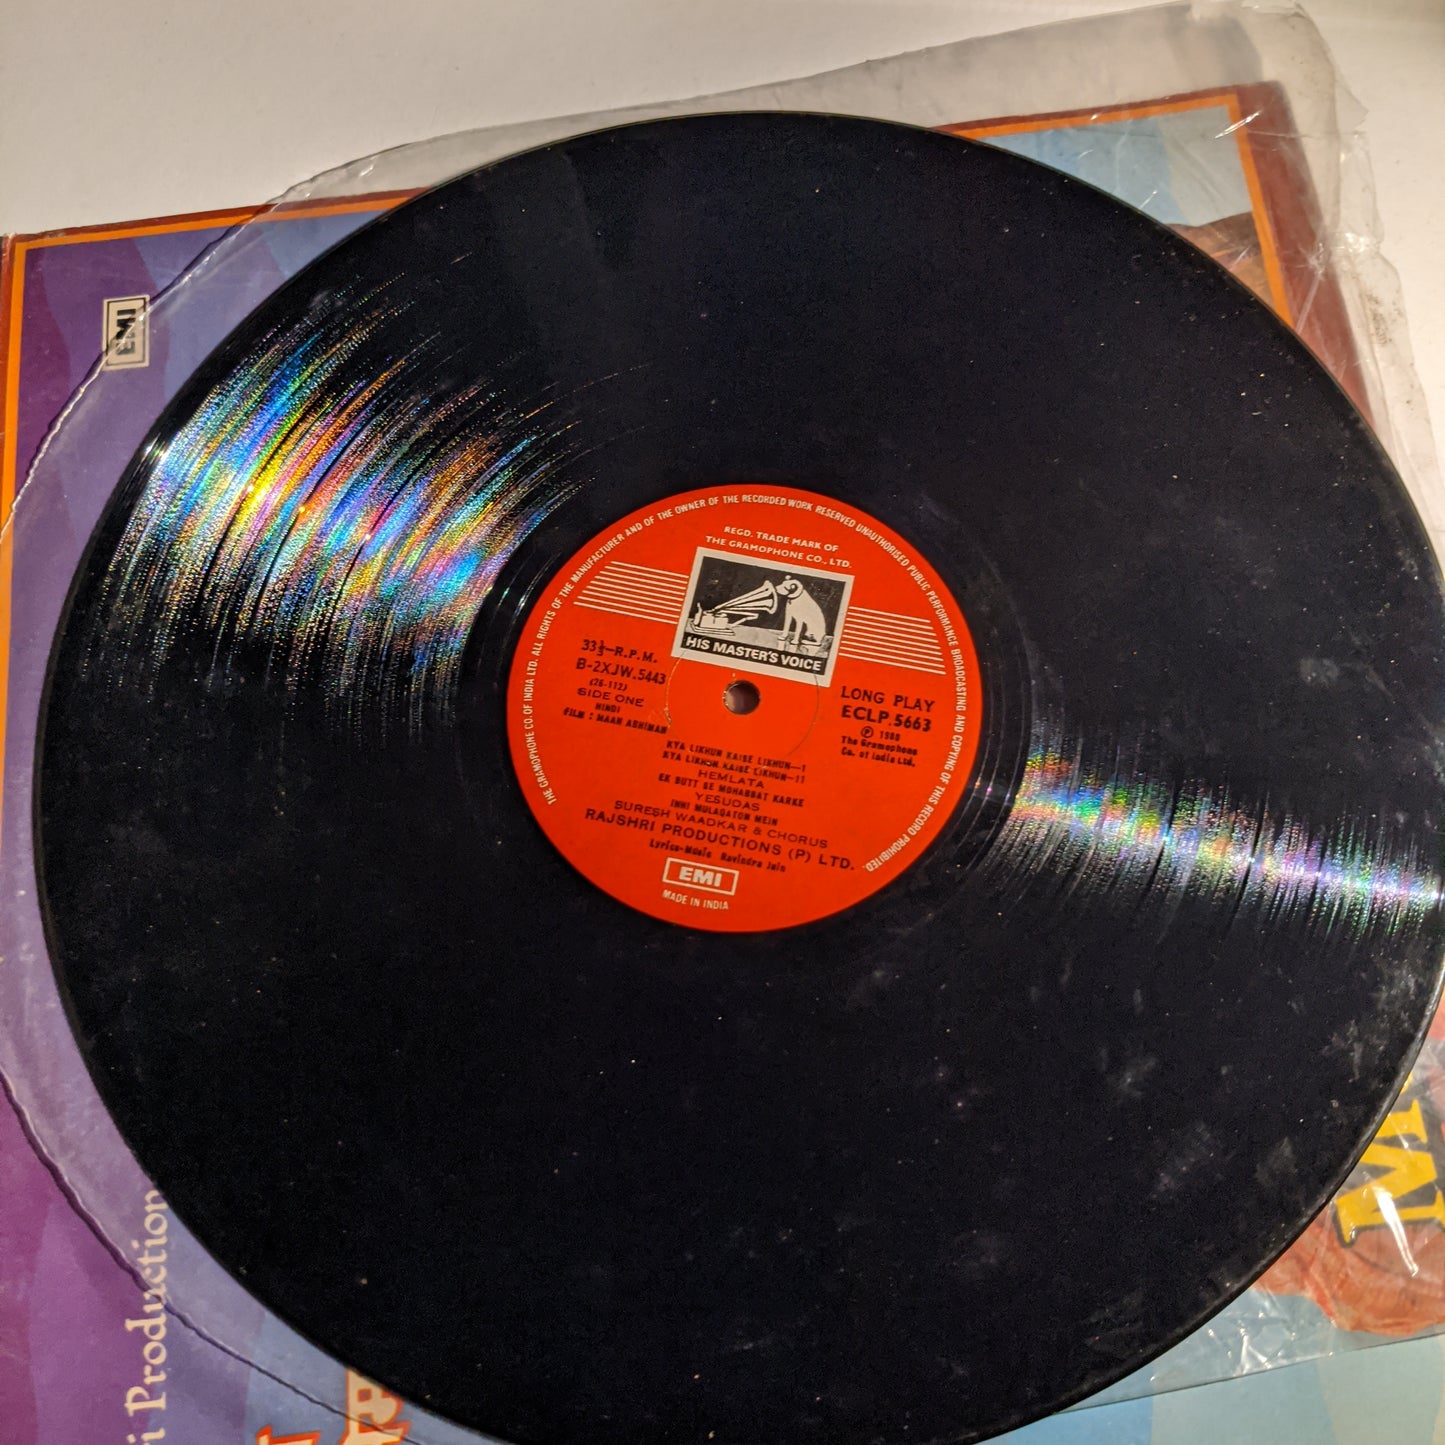 THE GRAMOPHONE CO. OF INDIA LTD. ALL RIGHTS OF THE MANUFACTURER AND OF THE OWNER OF THE RECORDED WORK RESERVED UNAUTHORISED PUBLIC PERFORMANCE BROADCASTING AND COPYING OF THIS RECORD PROHIBITED.
REGD. TRADE MARK OF
THE GRAMOPHONE CO., LTD.
HIS MASTER'S VOICE
33⅓—R.P.M.
B-2XJW.5443
(26-112)
SIDE ONE
HINDI
FILM : MAAN ABHIMAN
LONG PLAY
ECLP.5663
Ⓟ 1980
The Gramophone
Co. of India Ltd.
KYA LIKHUN KAISE LIKHUN—I
KYA LIKHUN KAISE LIKHUN—II
HEMLATA
EK BUTT SE MOHABBAT KARKE
YESUDAS
INHI MULAQATON MEIN
SURESH WAADKAR & CHORUS
RAJSHRI PRODUCTIONS (P) LTD.
Lyrics-Music Ravindra Jain
EMI
MADE IN INDIA
EMI
ri Production
M